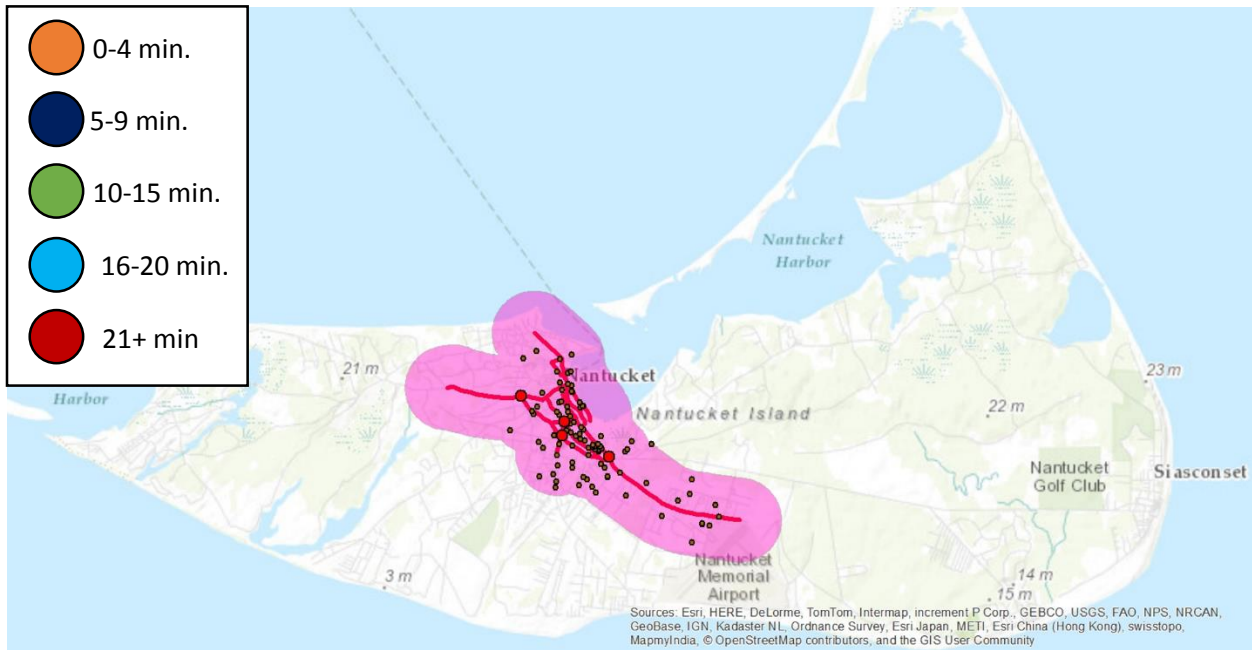 0-4 min.
5-9 min.
10-15 min.
16-20 min.
21+ min
Nantucket
Harbor
21 m
Harbor
Nantucket
Nantucket Island
22 m
23 m
Nantucket
Golf Club
Siasconset
3 m
Nantucket
Memorial
Airport
14 m
15 m
Sources: Esri, HERE, DeLorme, TomTom, Intermap, increment P Corp., GEBCO, USGS, FAO, NPS, NRCAN,
GeoBase, IGN, Kadaster NL, Ordnance Survey, Esri Japan, METI, Esri China (Hong Kong), swisstopo,
MapmyIndia, © OpenStreetMap contributors, and the GIS User Community